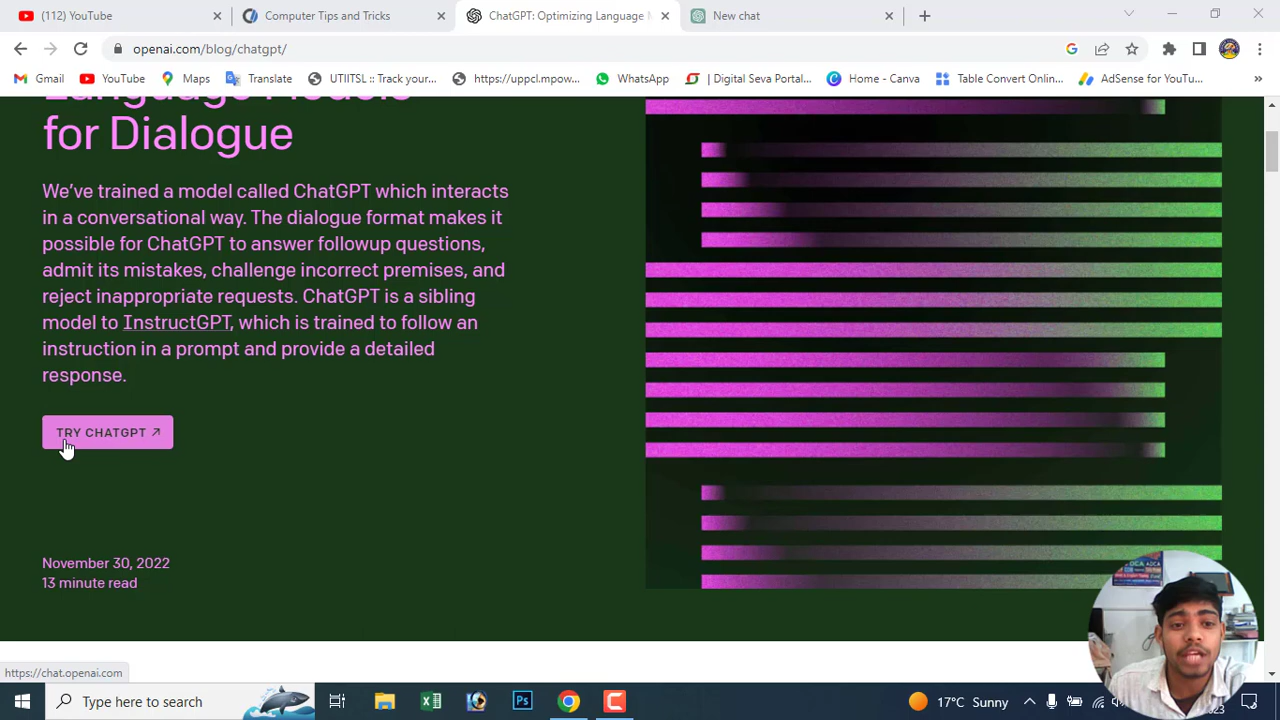 (112) YouTube
Computer Tips and Tricks
ChatGPT: Optimizing Language
New chat
openai.com/blog/chatgpt/
Gmail
YouTube
Maps
Translate
UTIITSL :: Track your...
https://uppcl.mpow...
WhatsApp
| Digital Seva Portal...
Home - Canva
Table Convert Onlin...
AdSense for YouTu...
Language Models
for Dialogue
We've trained a model called ChatGPT which interacts
in a conversational way. The dialogue format makes it
possible for ChatGPT to answer followup questions,
admit its mistakes, challenge incorrect premises, and
reject inappropriate requests. ChatGPT is a sibling
model to InstructGPT, which is trained to follow an
instruction in a prompt and provide a detailed
response.
TRY CHATGPT ↗
November 30, 2022
13 minute read
https://chat.openai.com
Type here to search
17°C Sunny